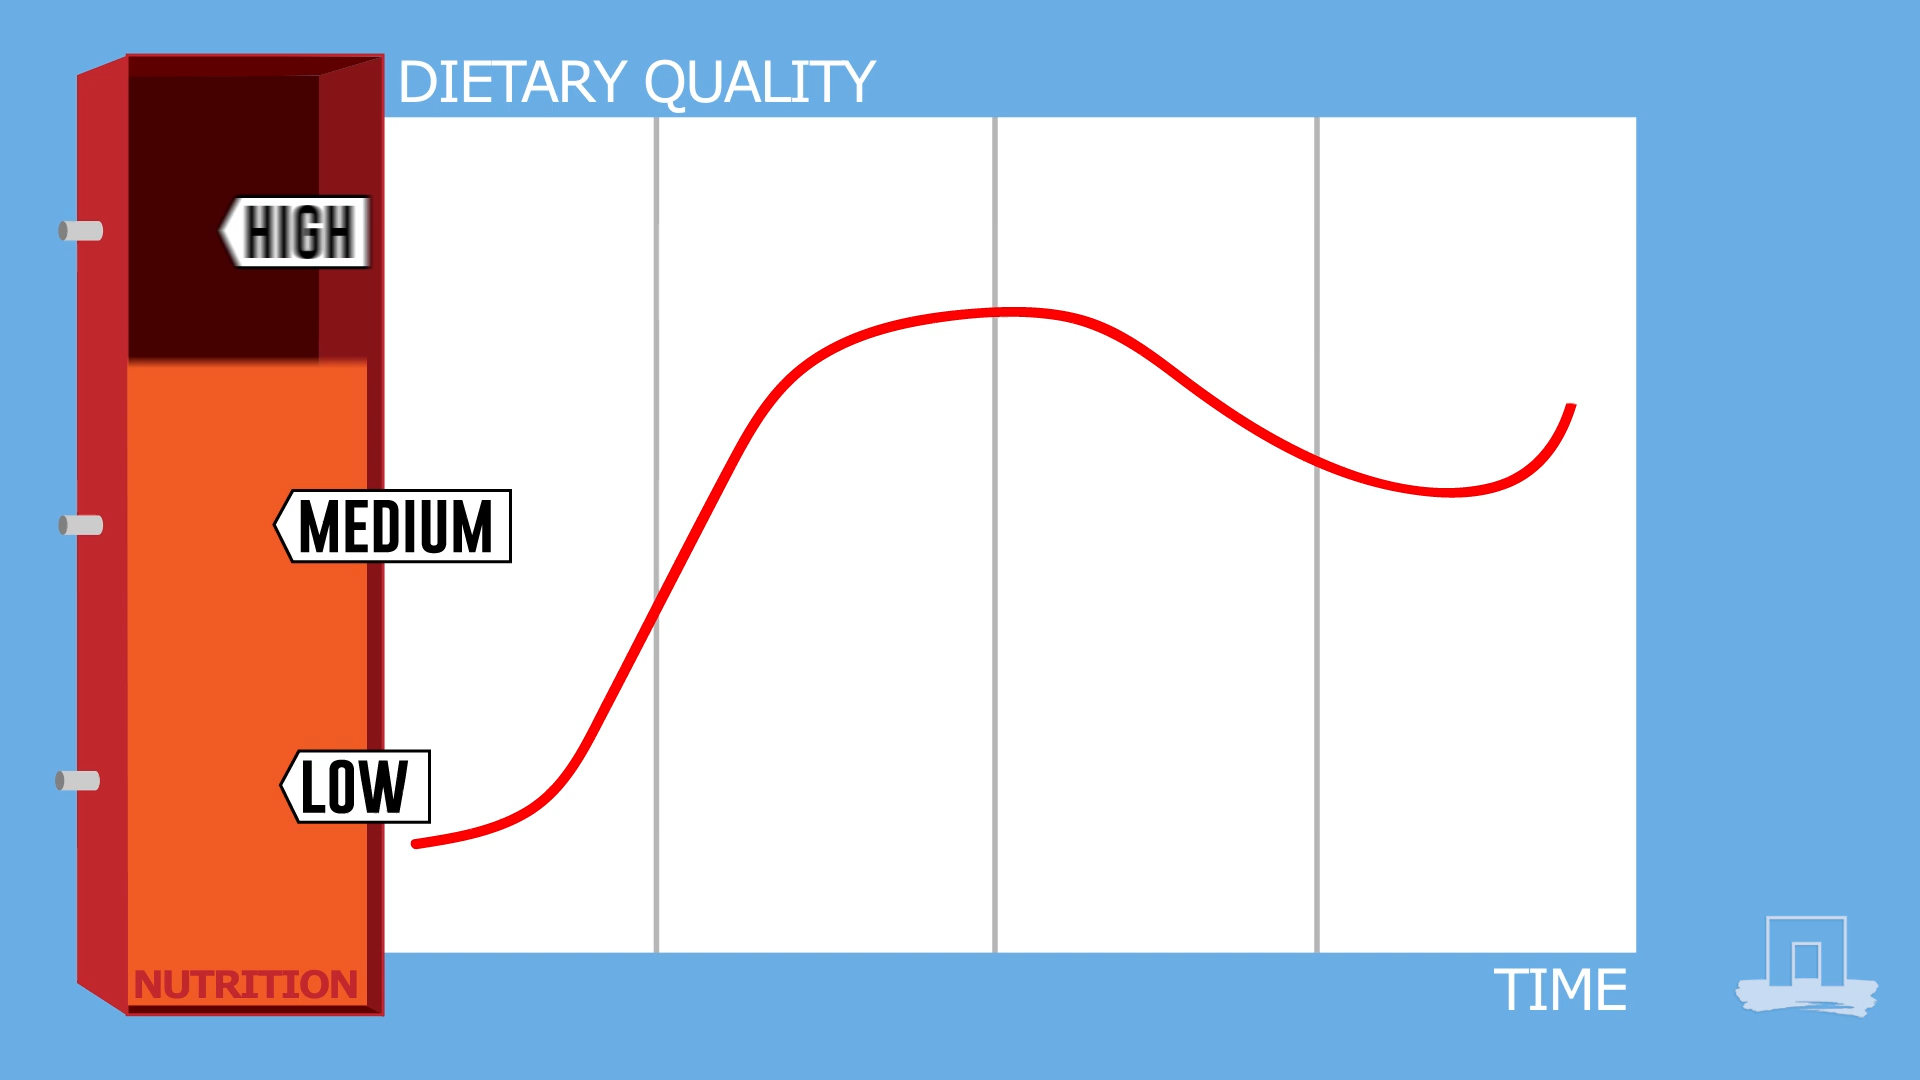 DIETARY QUALITY
HIGH
MEDIUM
LOW
NUTRITION
TIME